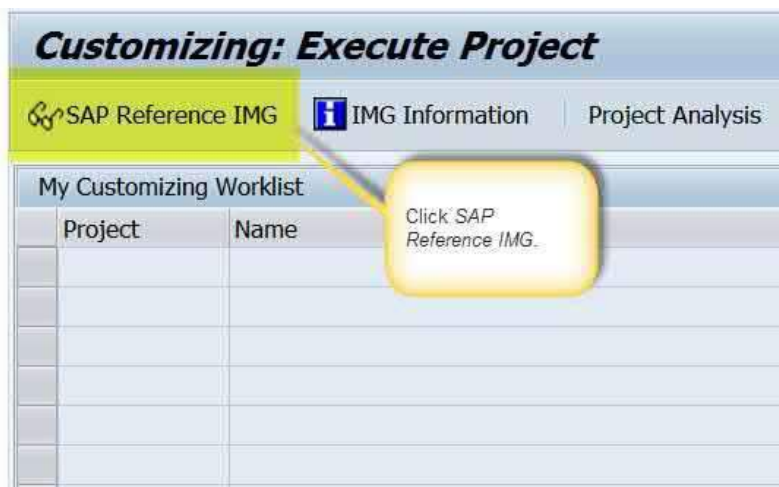 Customizing: Execute Project
SAP Reference IMG IMG Information Project Analysis
My Customizing Worklist
Project Name
Click SAP
Reference IMG.